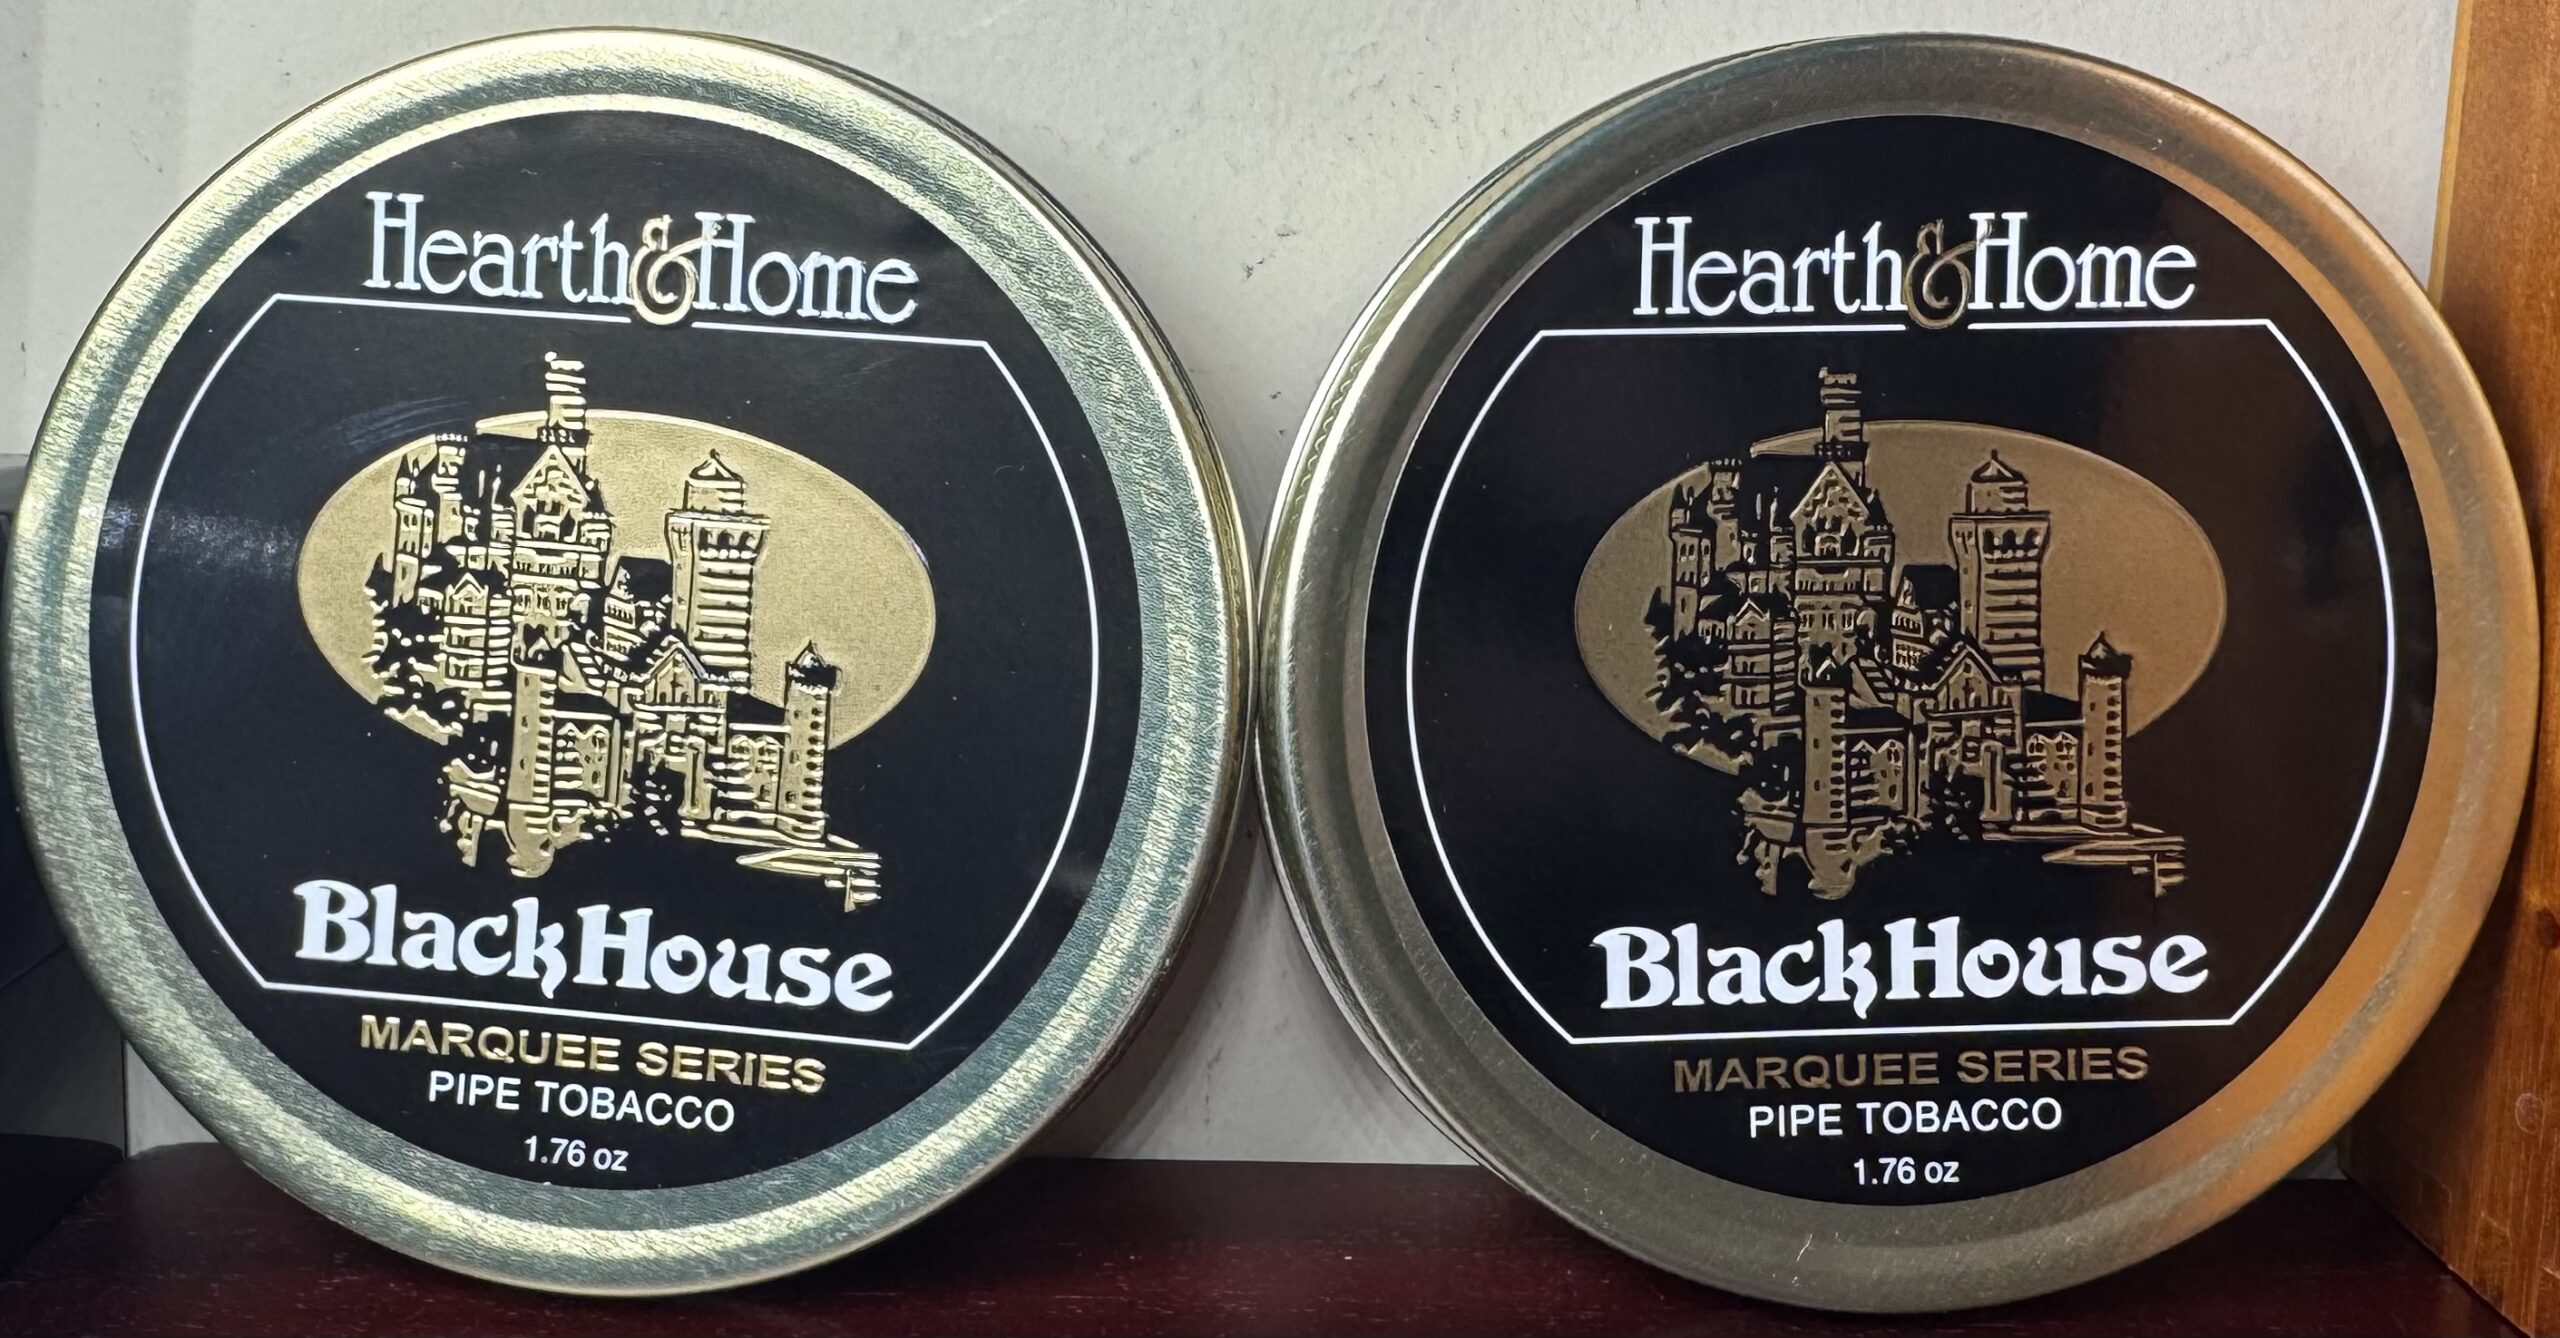 Hearth & Home
BlackHouse
MARQUEE SERIES
PIPE TOBACCO
1.76 oz
Hearth & Home
BlackHouse
MARQUEE SERIES
PIPE TOBACCO
1.76 oz